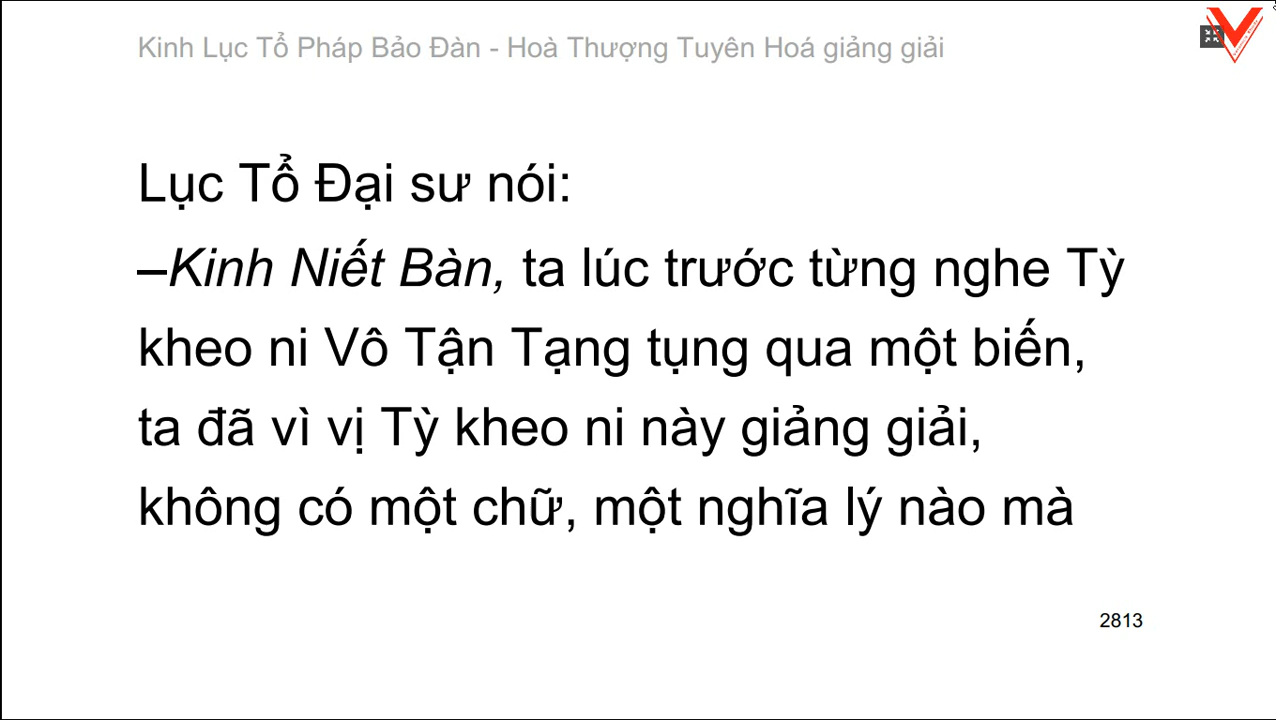 Kinh Lục Tổ Pháp Bảo Đàn - Hoà Thượng Tuyên Hoá giảng giải
Lục Tổ Đại sư nói:
–Kinh Niết Bàn, ta lúc trước từng nghe Tỳ
kheo ni Vô Tận Tạng tụng qua một biến,
ta đã vì vị Tỳ kheo ni này giảng giải,
không có một chữ, một nghĩa lý nào mà
2813